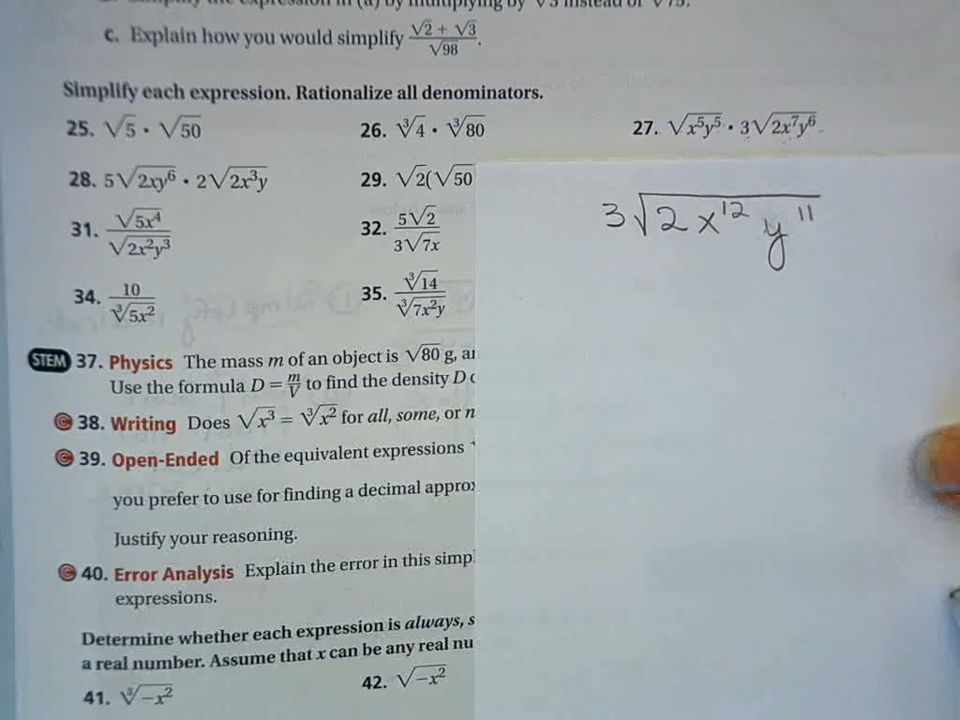 c. Explain how you would simplify (√2 + √3)/√98.
Simplify each expression. Rationalize all denominators.
25. √5 · √50
26. ∛4 · ∛80
27. √(x⁵y⁵) · 3√(2x⁷y⁶)
28. 5√(2xy⁶) · 2√(2x³y)
29. √2(√50
3√(2x¹²y¹¹)
31. √(5x⁴)/√(2x²y³)
32. 5√2/(3√(7x))
34. 10/∛(5x²)
35. ∛14/∛(7x²y)
STEM 37. Physics The mass m of an object is √80 g, a
Use the formula D = m/V to find the density D
C 38. Writing Does √(x³) = ∛(x²) for all, some, or n
C 39. Open-Ended Of the equivalent expressions
you prefer to use for finding a decimal appro
Justify your reasoning.
C 40. Error Analysis Explain the error in this simp
expressions.
Determine whether each expression is always, s
a real number. Assume that x can be any real nu
41. ∛(−x²)
42. √(−x²)